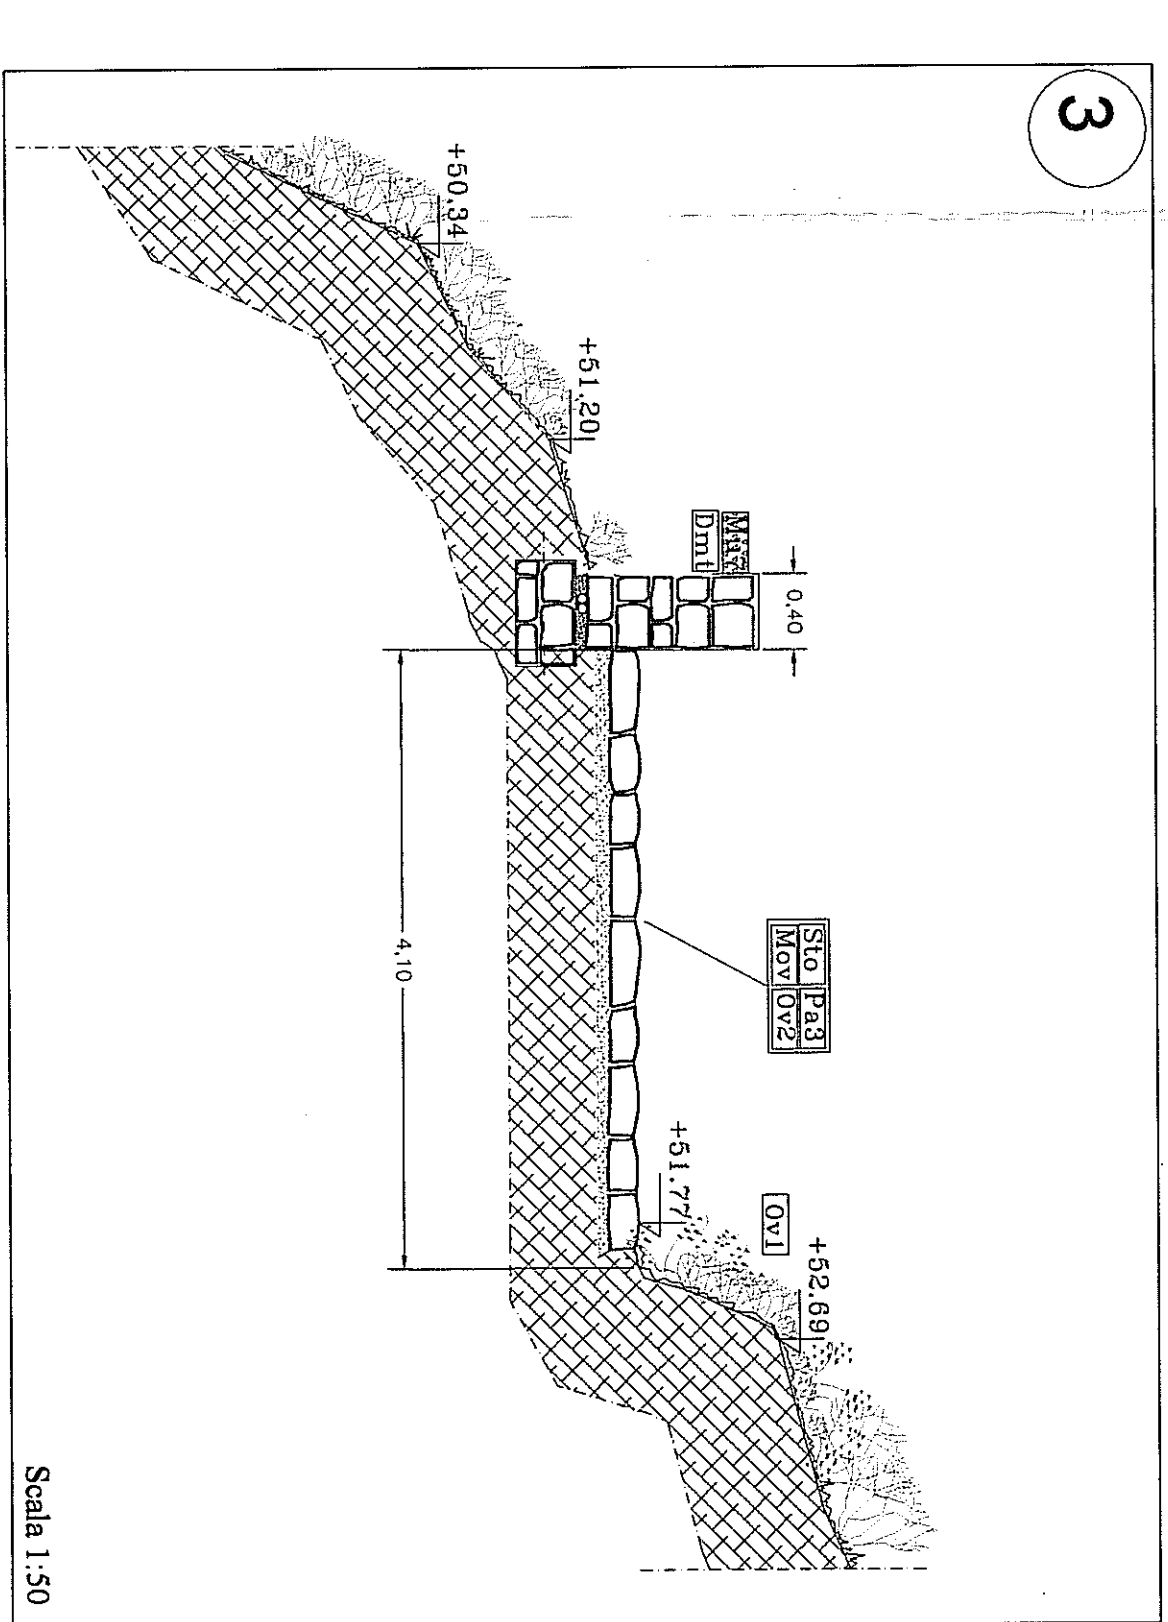 3
+50,34
+51,20
Dmt
0,40
Sto Pa3
Mov Ov2
4,10
+51.77
Ov1
+52.69
Scala 1:50